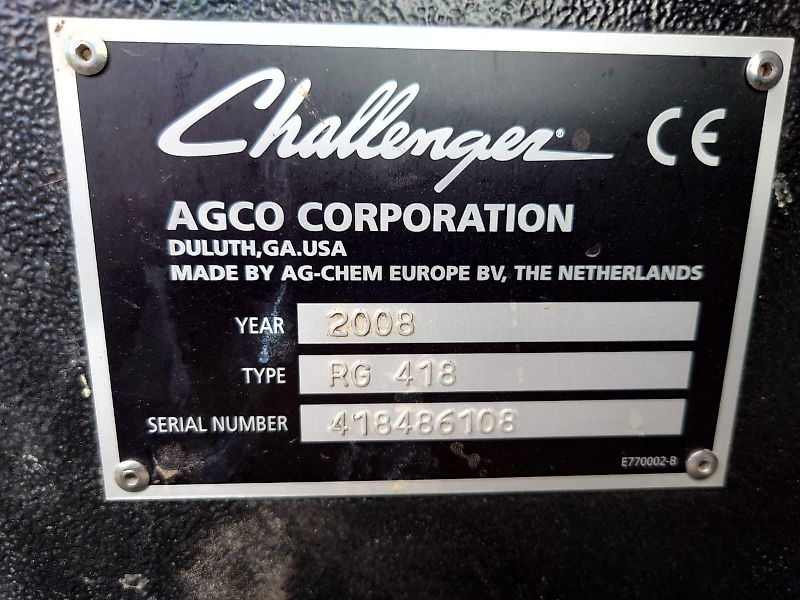 Challenger CE
AGCO CORPORATION
DULUTH,GA.USA
MADE BY AG-CHEM EUROPE BV, THE NETHERLANDS
YEAR 2008
TYPE RG 418
SERIAL NUMBER 418486108
E770002-B